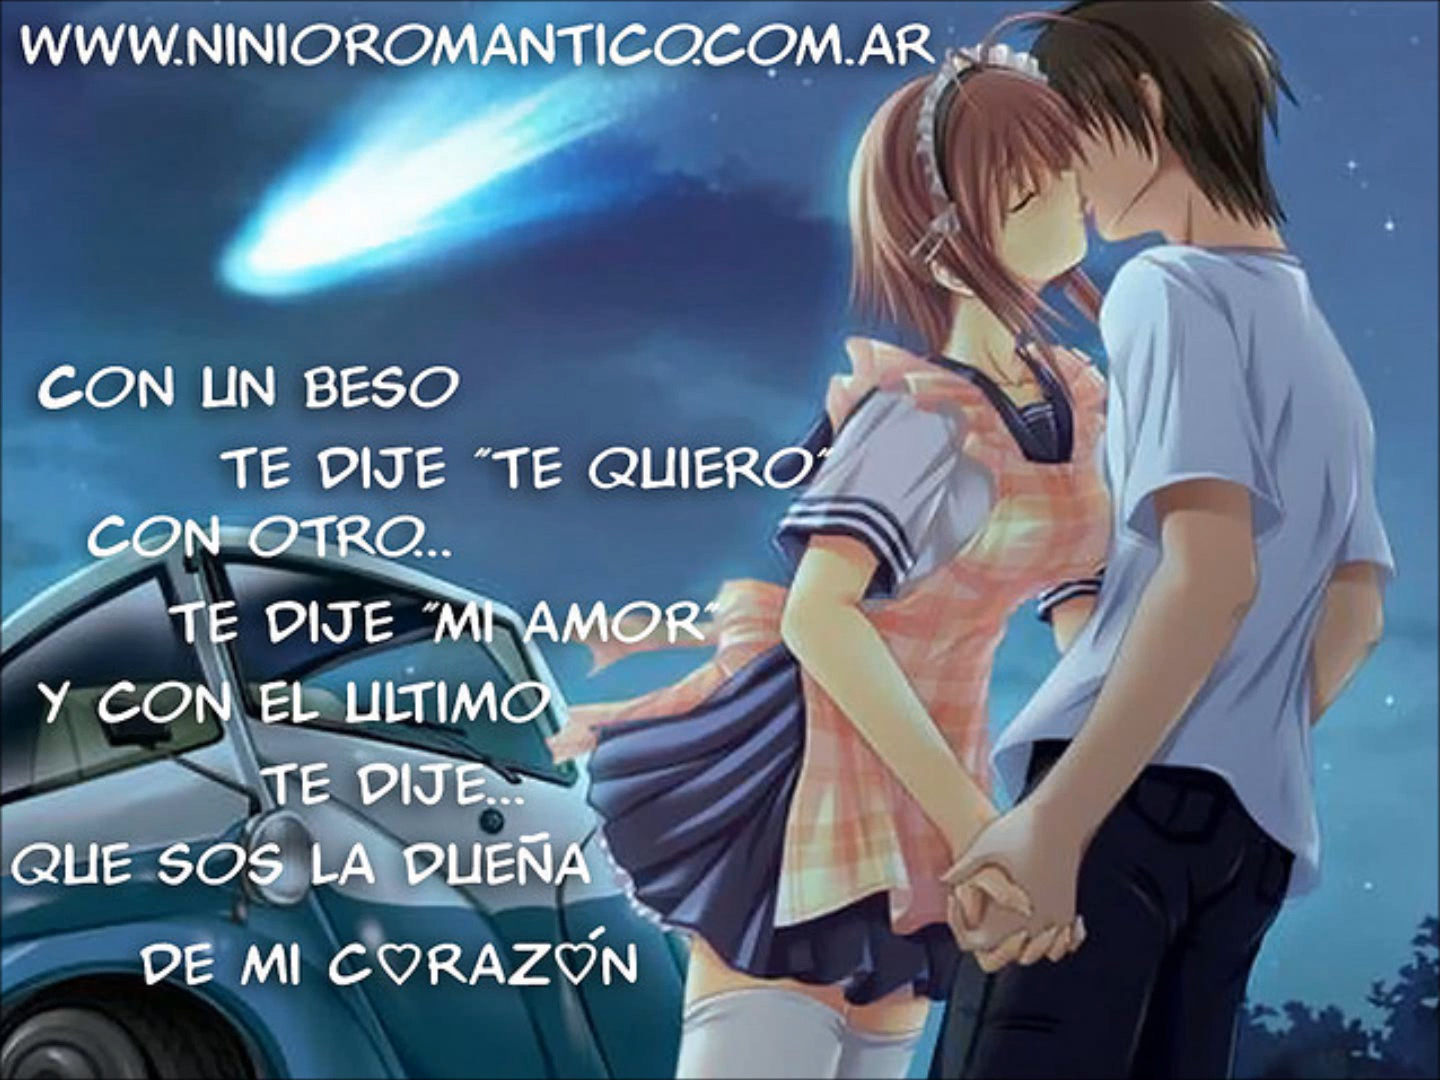 WWW.NINIOROMANTICO.COM.AR
CON UN BESO
TE DIJE "TE QUIERO"
CON OTRO...
TE DIJE "MI AMOR"
Y CON EL ULTIMO
TE DIJE...
QUE SOS LA DUEÑA
DE MI C♡RAZ♡́N